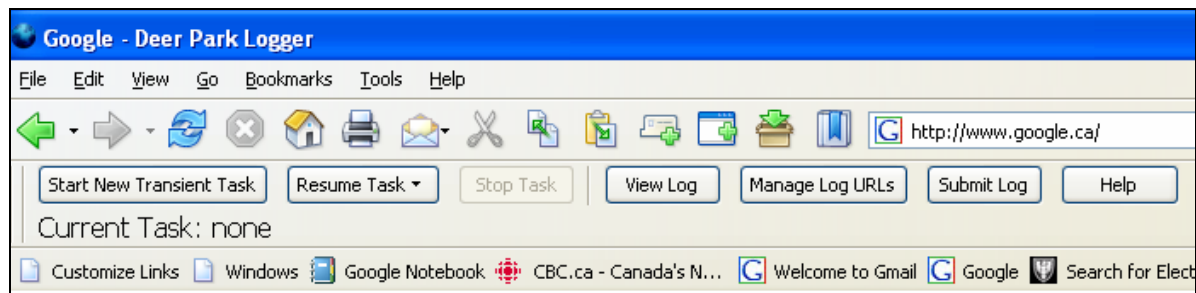 Google - Deer Park Logger
File Edit View Go Bookmarks Tools Help
G http://www.google.ca/
Start New Transient Task Resume Task Stop Task View Log Manage Log URLs Submit Log Help
Current Task: none
Customize Links Windows Google Notebook CBC.ca - Canada's N... G Welcome to Gmail G Google Search for Elect